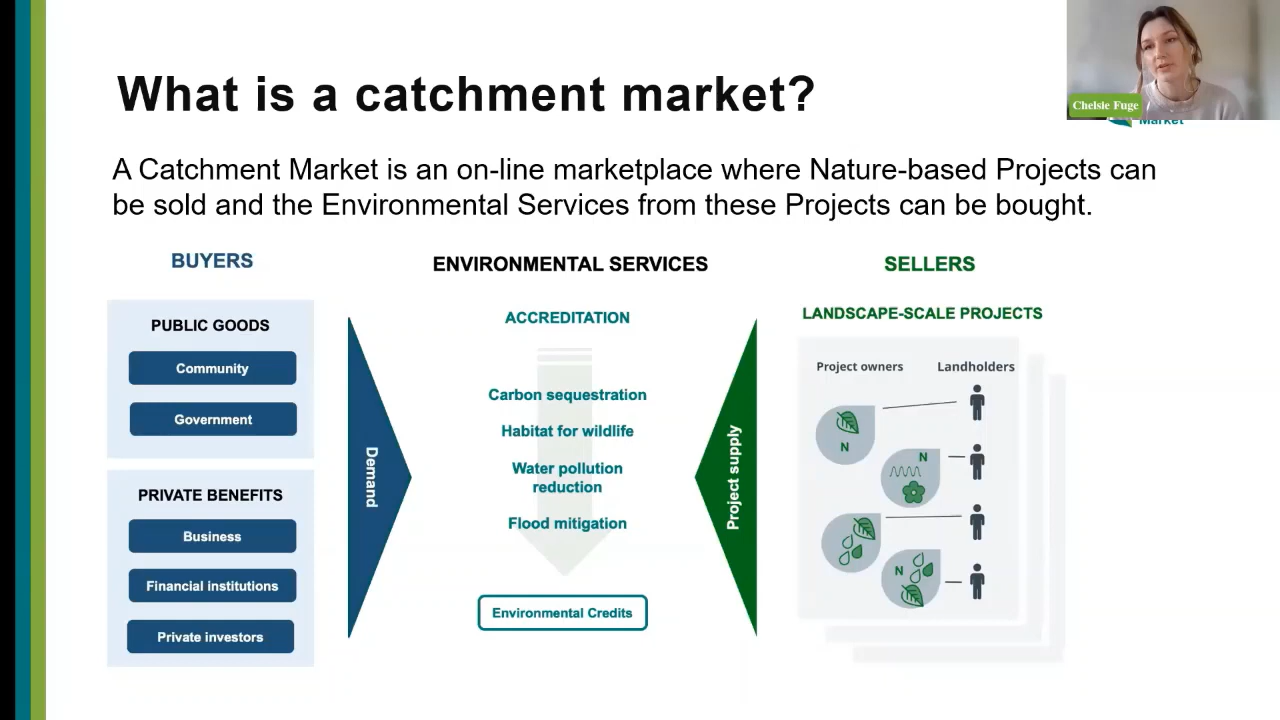 What is a catchment market?
Chelsie Fuge
Market
A Catchment Market is an on-line marketplace where Nature-based Projects can
be sold and the Environmental Services from these Projects can be bought.
BUYERS
PUBLIC GOODS
Community
Government
PRIVATE BENEFITS
Business
Financial institutions
Private investors
Demand
ENVIRONMENTAL SERVICES
ACCREDITATION
Carbon sequestration
Habitat for wildlife
Water pollution
reduction
Flood mitigation
Environmental Credits
Project supply
SELLERS
LANDSCAPE-SCALE PROJECTS
Project owners
Landholders
N
N
N